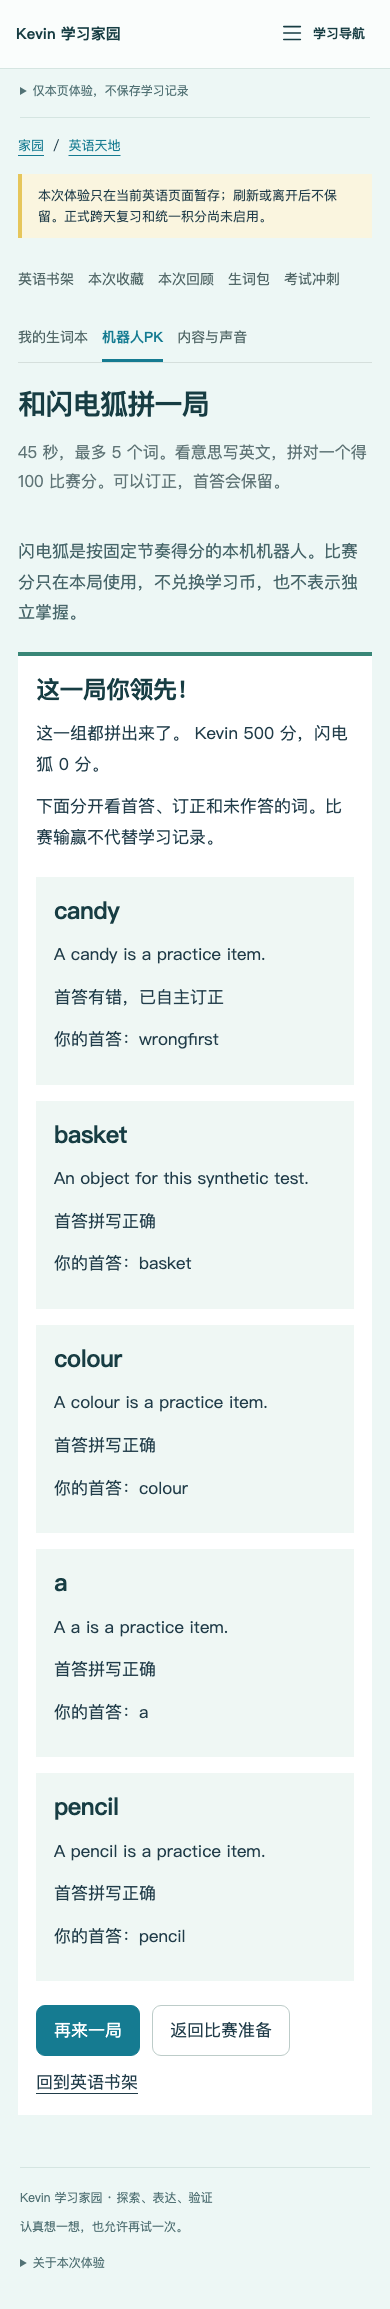 Kevin 学习家园
学习导航
仅本页体验，不保存学习记录
家园 / 英语天地
本次体验只在当前英语页面暂存；刷新或离开后不保
留。正式跨天复习和统一积分尚未启用。
英语书架 本次收藏 本次回顾 生词包 考试冲刺
我的生词本 机器人PK 内容与声音
和闪电狐拼一局
45 秒，最多 5 个词。看意思写英文，拼对一个得
100 比赛分。可以订正，首答会保留。
闪电狐是按固定节奏得分的本机机器人。比赛
分只在本局使用，不兑换学习币，也不表示独
立掌握。
这一局你领先！
这一组都拼出来了。 Kevin 500 分，闪电
狐 0 分。
下面分开看首答、订正和未作答的词。比
赛输赢不代替学习记录。
candy
A candy is a practice item.
首答有错，已自主订正
你的首答：wrongfirst
basket
An object for this synthetic test.
首答拼写正确
你的首答：basket
colour
A colour is a practice item.
首答拼写正确
你的首答：colour
a
A a is a practice item.
首答拼写正确
你的首答：a
pencil
A pencil is a practice item.
首答拼写正确
你的首答：pencil
再来一局 返回比赛准备
回到英语书架
Kevin 学习家园 · 探索、表达、验证
认真想一想，也允许再试一次。
关于本次体验